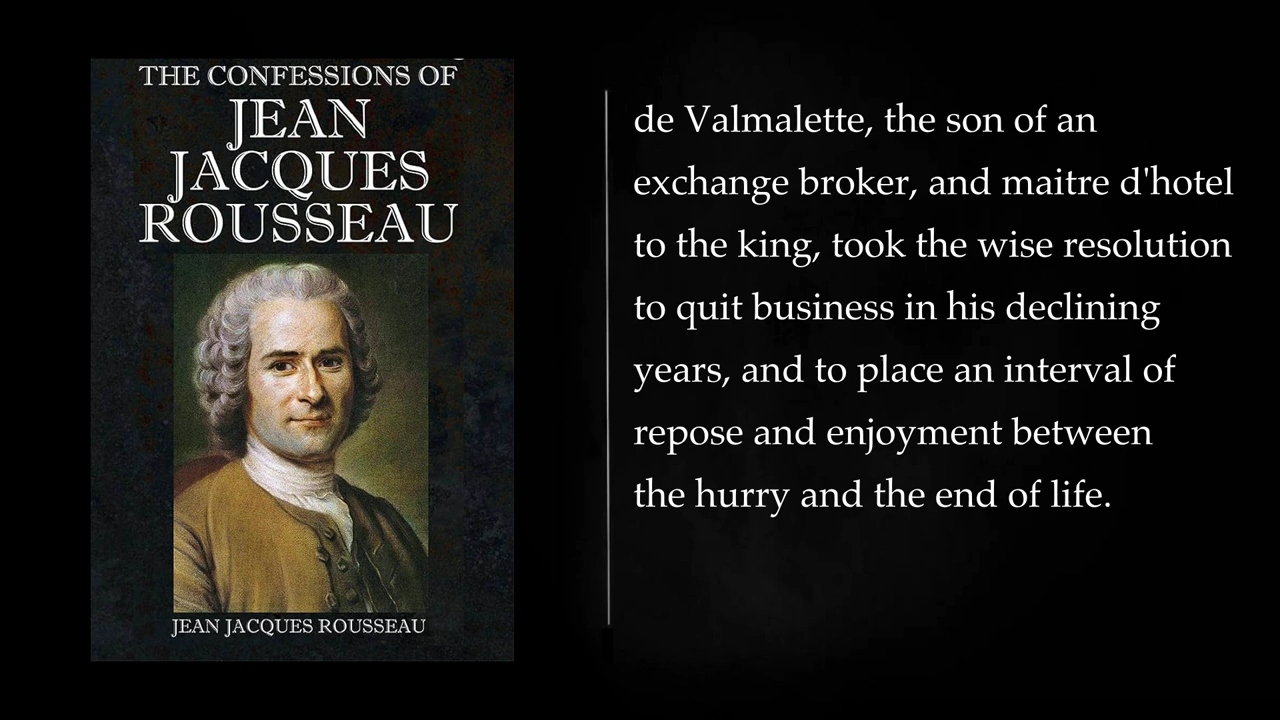 THE CONFESSIONS OF
JEAN
JACQUES
ROUSSEAU
JEAN JACQUES ROUSSEAU
de Valmalette, the son of an
exchange broker, and maitre d'hotel
to the king, took the wise resolution
to quit business in his declining
years, and to place an interval of
repose and enjoyment between
the hurry and the end of life.